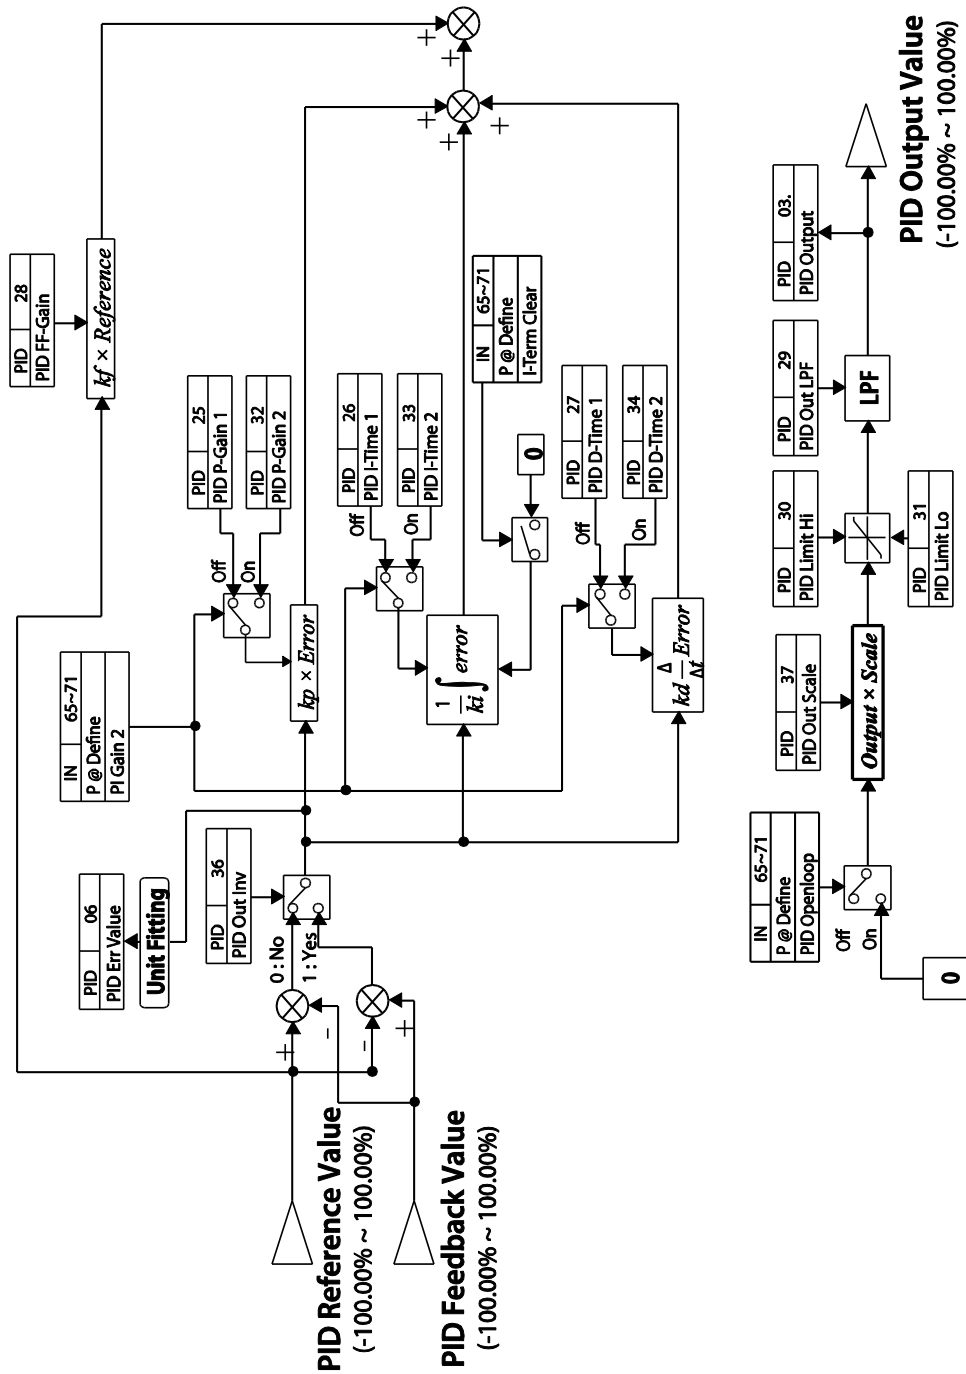 PID 28
PID FF-Gain
kf × Reference
+
+
IN 65~71
P @ Define
PI Gain 2
PID 25
PID P-Gain 1
PID 32
PID P-Gain 2
Off
On
kp × Error
+
+
+
PID 06
PID Err Value
Unit Fitting
PID 36
PID Out Inv
0 : No
1 : Yes
PID 26
PID I-Time 1
PID 33
PID I-Time 2
Off
On
1/ki ∫ error
IN 65~71
P @ Define
I-Term Clear
0
PID 27
PID D-Time 1
PID 34
PID D-Time 2
Off
On
kd Δ/Δt Error
+
−
−
+
PID Reference Value
(-100.00% ~ 100.00%)
PID Feedback Value
(-100.00% ~ 100.00%)
IN 65~71
P @ Define
PID Openloop
Off
On
0
PID 37
PID Out Scale
Output × Scale
PID 30
PID Limit Hi
PID 31
PID Limit Lo
PID 29
PID Out LPF
LPF
PID 03.
PID Output
PID Output Value
(-100.00% ~ 100.00%)